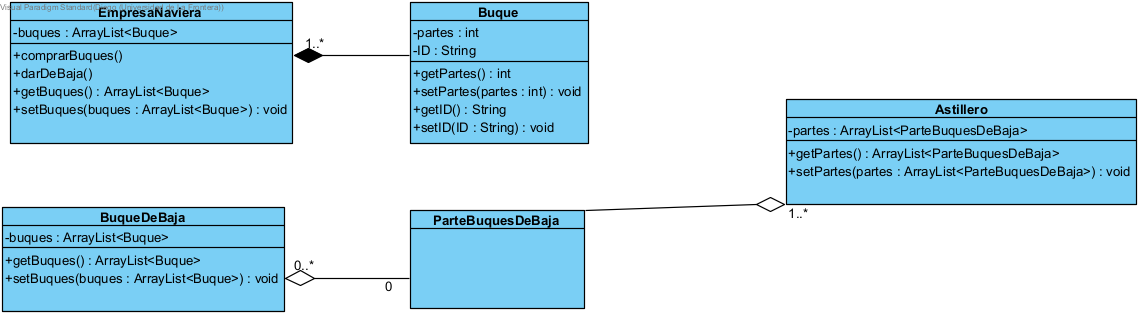 Visual Paradigm Standard(Diego (Universidad de La Frontera))
EmpresaNaviera
-buques : ArrayList<Buque>
+comprarBuques()
+darDeBaja()
+getBuques() : ArrayList<Buque>
+setBuques(buques : ArrayList<Buque>) : void
1..*
Buque
-partes : int
-ID : String
+getPartes() : int
+setPartes(partes : int) : void
+getID() : String
+setID(ID : String) : void
Astillero
-partes : ArrayList<ParteBuquesDeBaja>
+getPartes() : ArrayList<ParteBuquesDeBaja>
+setPartes(partes : ArrayList<ParteBuquesDeBaja>) : void
1..*
BuqueDeBaja
-buques : ArrayList<Buque>
+getBuques() : ArrayList<Buque>
+setBuques(buques : ArrayList<Buque>) : void
0..*
0
ParteBuquesDeBaja